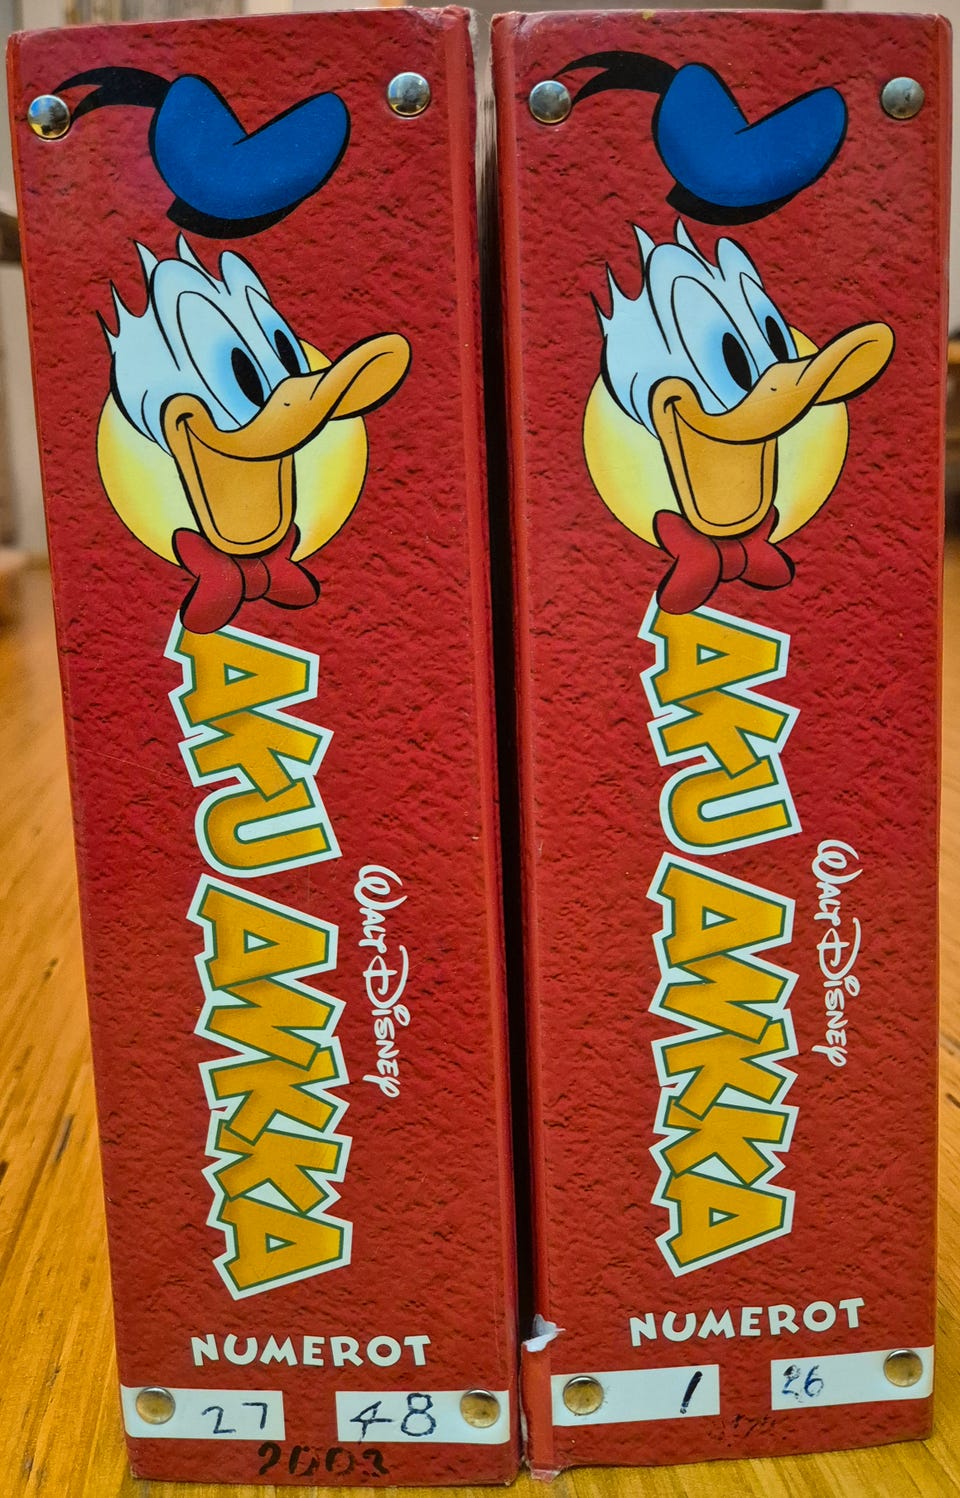 AKU ANKKA
WALT DISNEY
NUMEROT
27 48
2003
AKU ANKKA
WALT DISNEY
NUMEROT
1 26